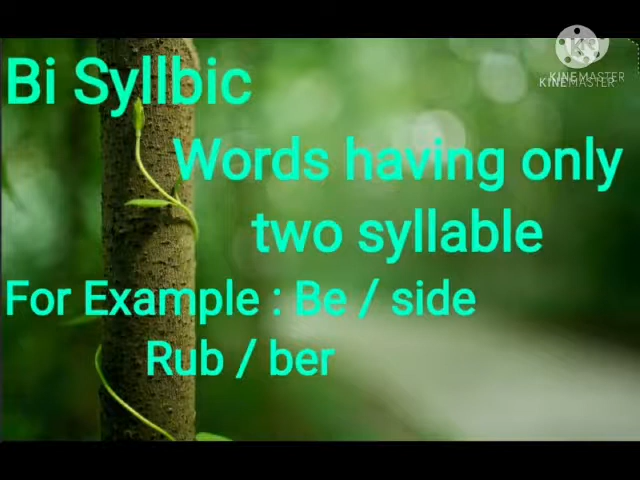 KINEMASTER
KINEMASTER
Bi Syllbic
Words having only
two syllable
For Example : Be / side
Rub / ber